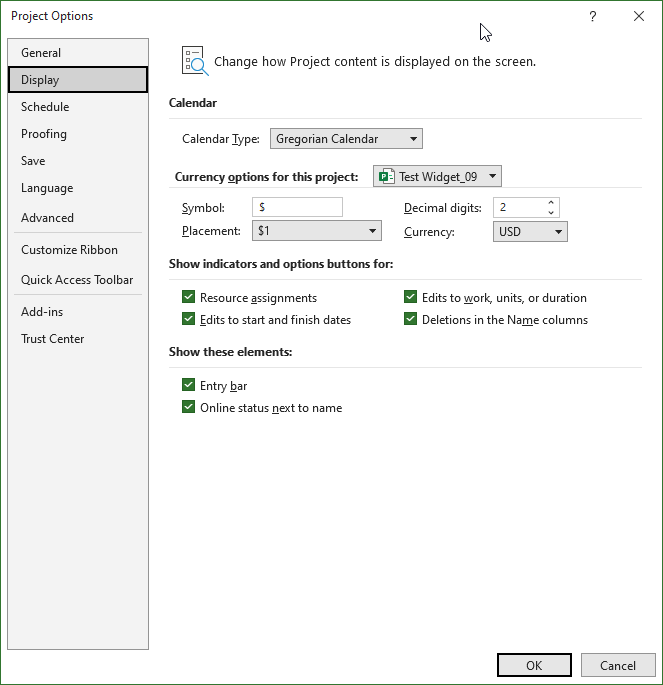 Project Options
?
General
Display
Schedule
Proofing
Save
Language
Advanced
Customize Ribbon
Quick Access Toolbar
Add-ins
Trust Center
Change how Project content is displayed on the screen.
Calendar
Calendar Type: Gregorian Calendar
Currency options for this project: Test Widget_09
Symbol: $ Decimal digits: 2
Placement: $1 Currency: USD
Show indicators and options buttons for:
Resource assignments Edits to work, units, or duration
Edits to start and finish dates Deletions in the Name columns
Show these elements:
Entry bar
Online status next to name
OK Cancel